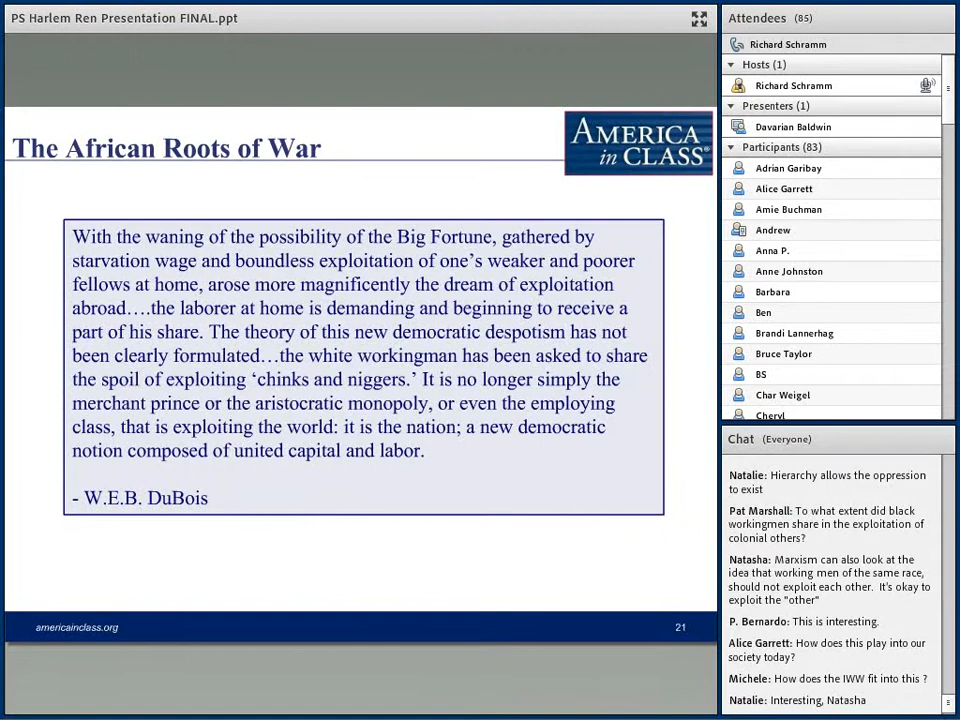 PS Harlem Ren Presentation FINAL.ppt
The African Roots of War
AMERICA
in CLASS
With the waning of the possibility of the Big Fortune, gathered by
starvation wage and boundless exploitation of one's weaker and poorer
fellows at home, arose more magnificently the dream of exploitation
abroad….the laborer at home is demanding and beginning to receive a
part of his share. The theory of this new democratic despotism has not
been clearly formulated…the white workingman has been asked to share
the spoil of exploiting 'chinks and niggers.' It is no longer simply the
merchant prince or the aristocratic monopoly, or even the employing
class, that is exploiting the world: it is the nation; a new democratic
notion composed of united capital and labor.
- W.E.B. DuBois
americainclass.org
21
Attendees (85)
Richard Schramm
Hosts (1)
Richard Schramm
Presenters (1)
Davarian Baldwin
Participants (83)
Adrian Garibay
Alice Garrett
Amie Buchman
Andrew
Anna P.
Anne Johnston
Barbara
Ben
Brandi Lannerhag
Bruce Taylor
BS
Char Weigel
Cheryl
Chat (Everyone)
Natalie: Hierarchy allows the oppression
to exist
Pat Marshall: To what extent did black
workingmen share in the exploitation of
colonial others?
Natasha: Marxism can also look at the
idea that working men of the same race,
should not exploit each other. It's okay to
exploit the "other"
P. Bernardo: This is interesting.
Alice Garrett: How does this play into our
society today?
Michele: How does the IWW fit into this ?
Natalie: Interesting, Natasha